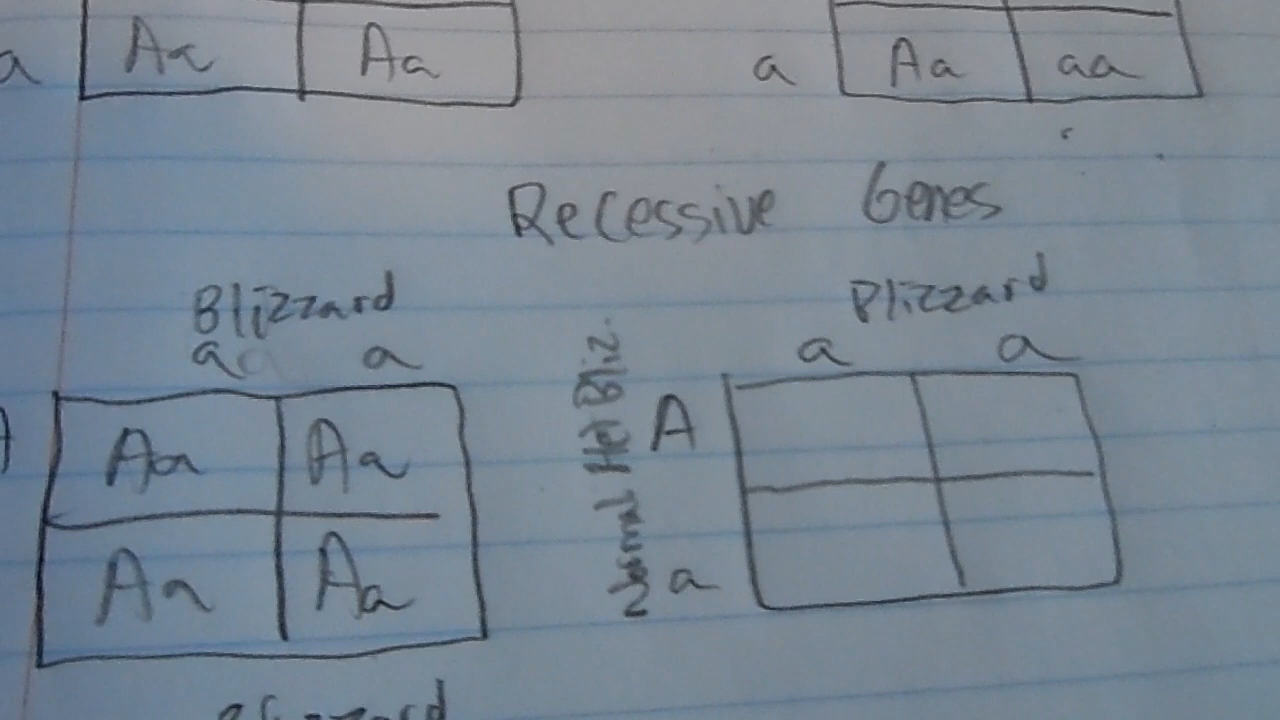 a Aa Aa a Aa aa
Recessive Genes
Blizzard Blizzard
a a a a
Normal Het Bliz.
Aa Aa A
Aa Aa a